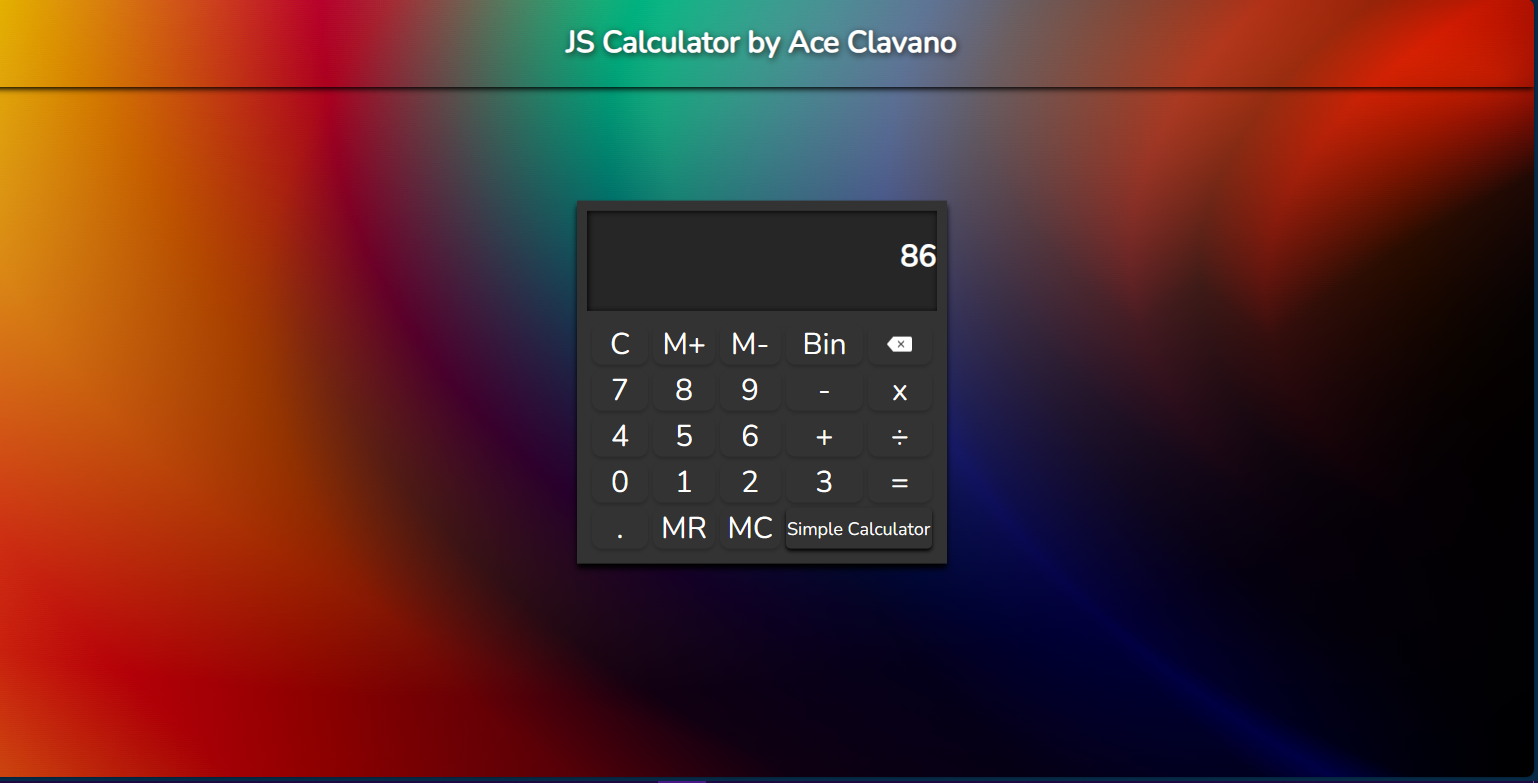 JS Calculator by Ace Clavano
86
C M+ M- Bin
7 8 9 - x
4 5 6 + ÷
0 1 2 3 =
. MR MC Simple Calculator